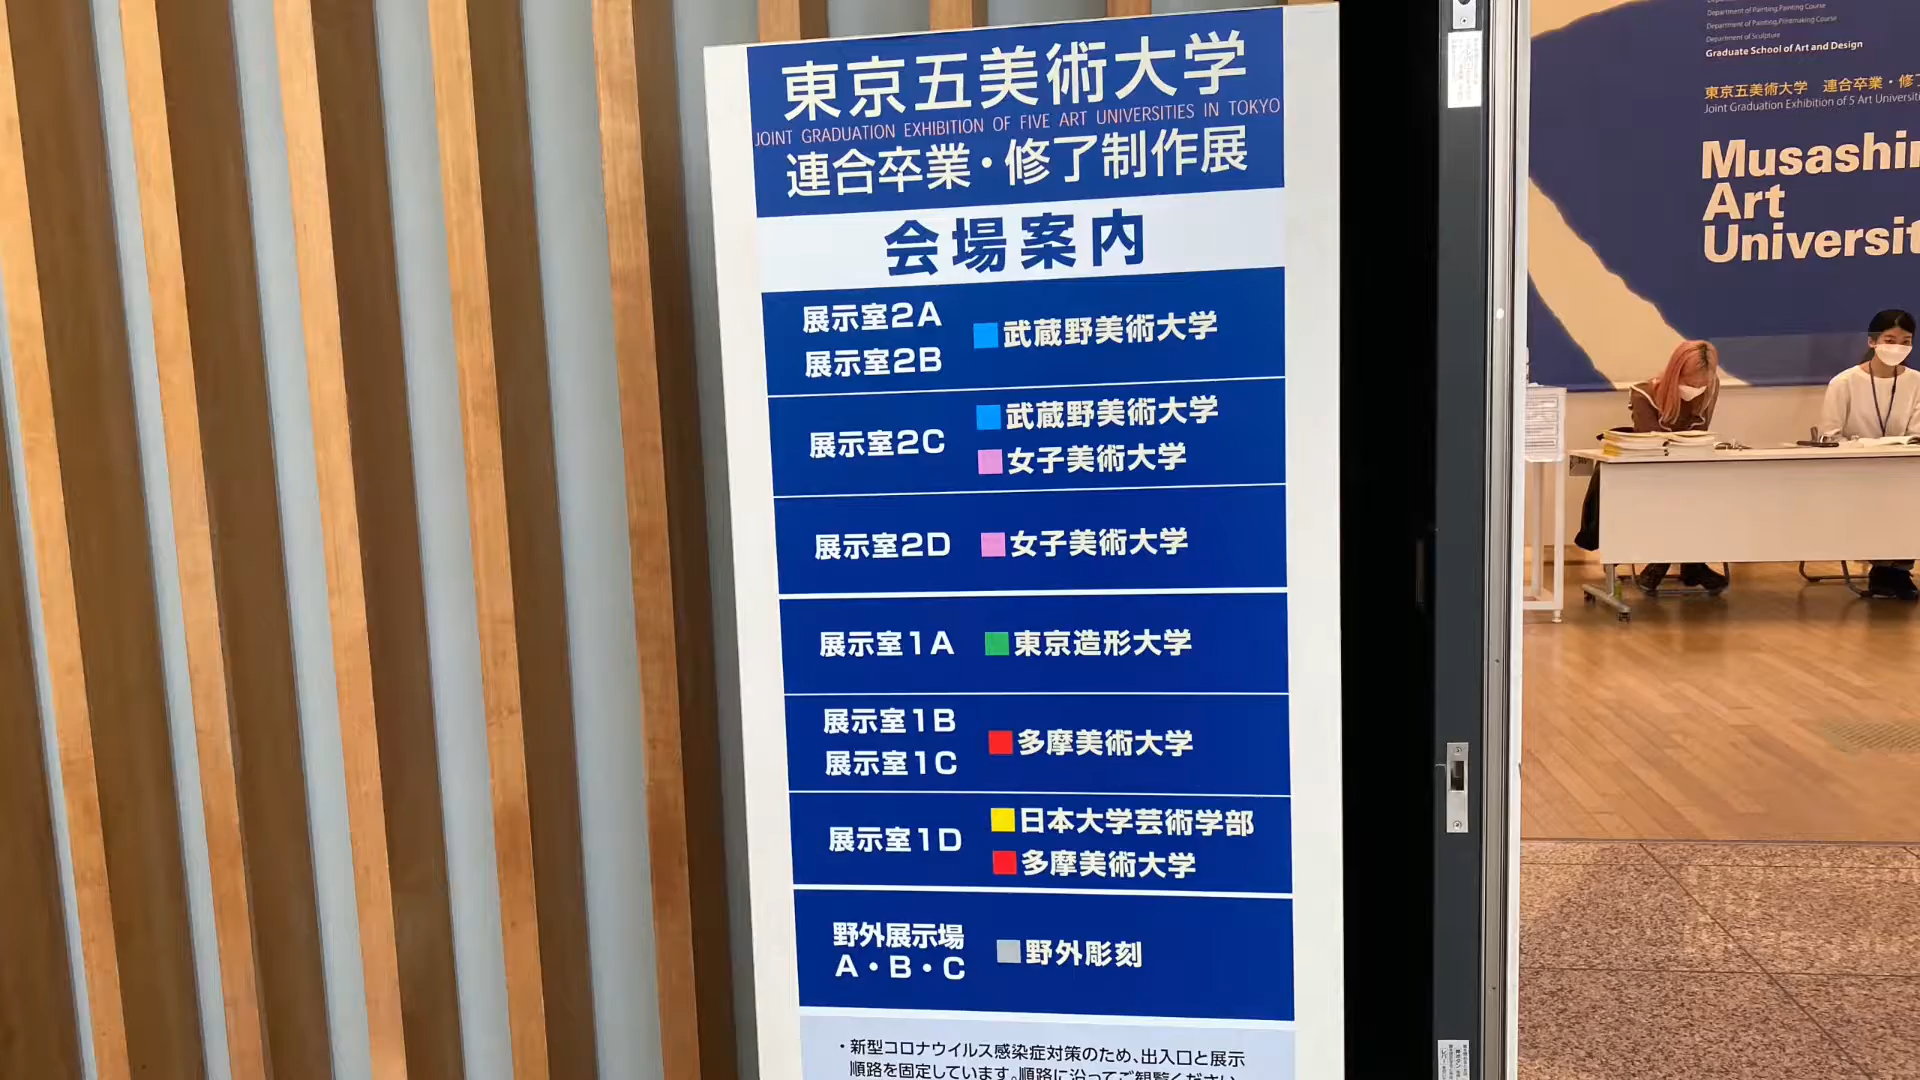 東京五美術大学
JOINT GRADUATION EXHIBITION OF FIVE ART UNIVERSITIES IN TOKYO
連合卒業・修了制作展
会場案内
展示室2A
展示室2B
武蔵野美術大学
展示室2C
武蔵野美術大学
女子美術大学
展示室2D
女子美術大学
展示室1A
東京造形大学
展示室1B
展示室1C
多摩美術大学
展示室1D
日本大学芸術学部
多摩美術大学
野外展示場
A・B・C
野外彫刻
・新型コロナウイルス感染症対策のため、出入口と展示
順路を固定しています。順路に沿ってご観覧ください
Department of Painting,Painting Course
Department of Painting,Printmaking Course
Department of Sculpture
Graduate School of Art and Design
東京五美術大学 連合卒業・修
Joint Graduation Exhibition of 5 Art Universiti
Musashin
Art
Universit